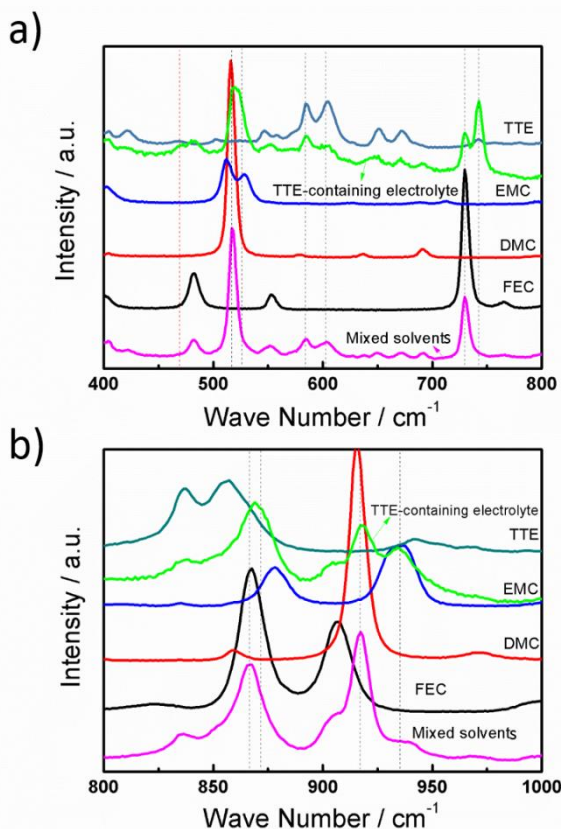 a)
Intensity / a.u.
TTE
TTE-containing electrolyte
EMC
DMC
FEC
Mixed solvents
400 500 600 700 800
Wave Number / cm⁻¹
b)
Intensity / a.u.
TTE-containing electrolyte
TTE
EMC
DMC
FEC
Mixed solvents
800 850 900 950 1000
Wave Number / cm⁻¹